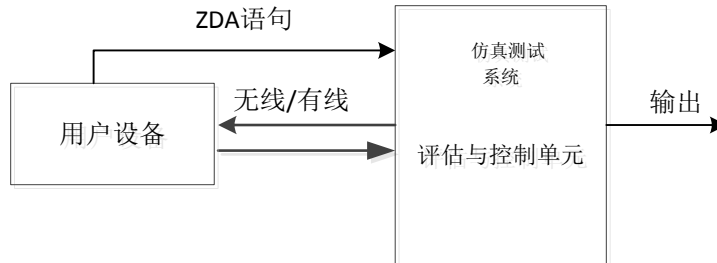 ZDA语句
仿真测试
系统
无线/有线
输出
用户设备
评估与控制单元